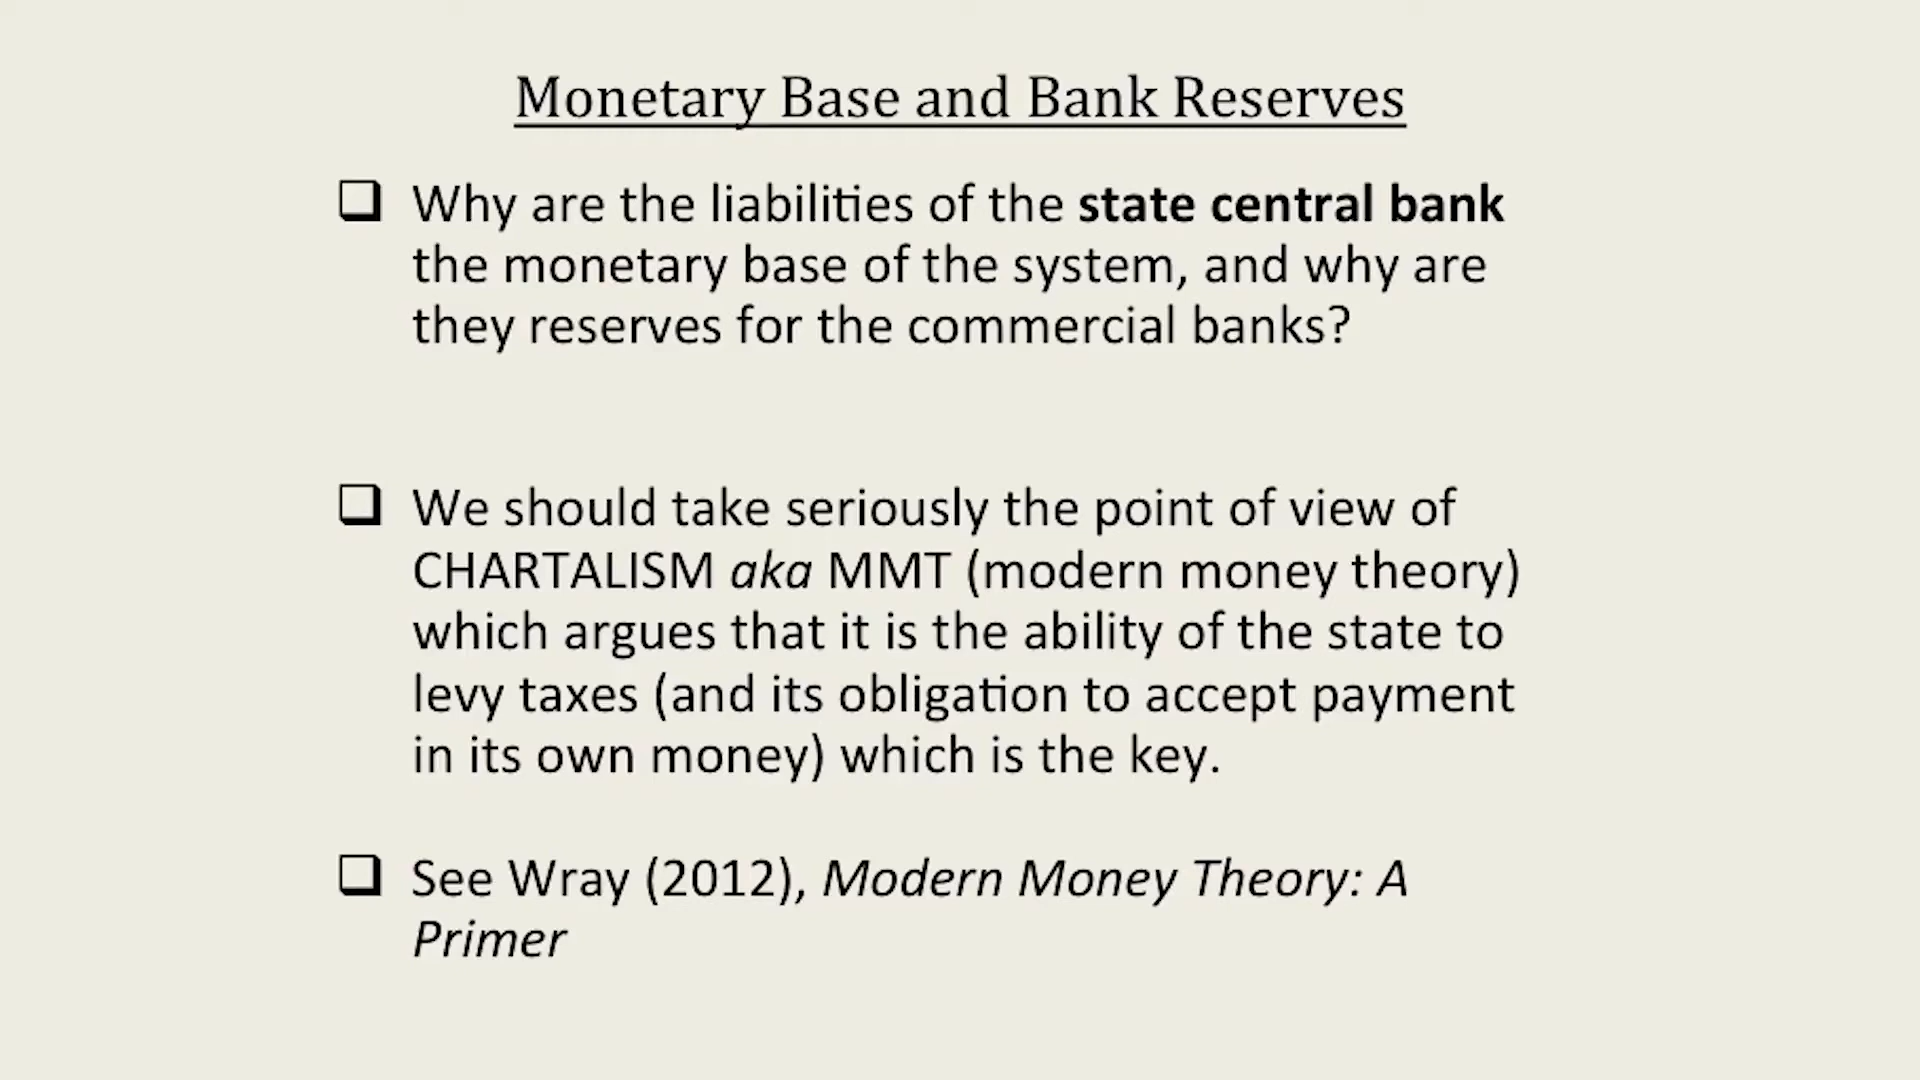 Monetary Base and Bank Reserves
Why are the liabilities of the state central bank
the monetary base of the system, and why are
they reserves for the commercial banks?
We should take seriously the point of view of
CHARTALISM aka MMT (modern money theory)
which argues that it is the ability of the state to
levy taxes (and its obligation to accept payment
in its own money) which is the key.
See Wray (2012), Modern Money Theory: A
Primer